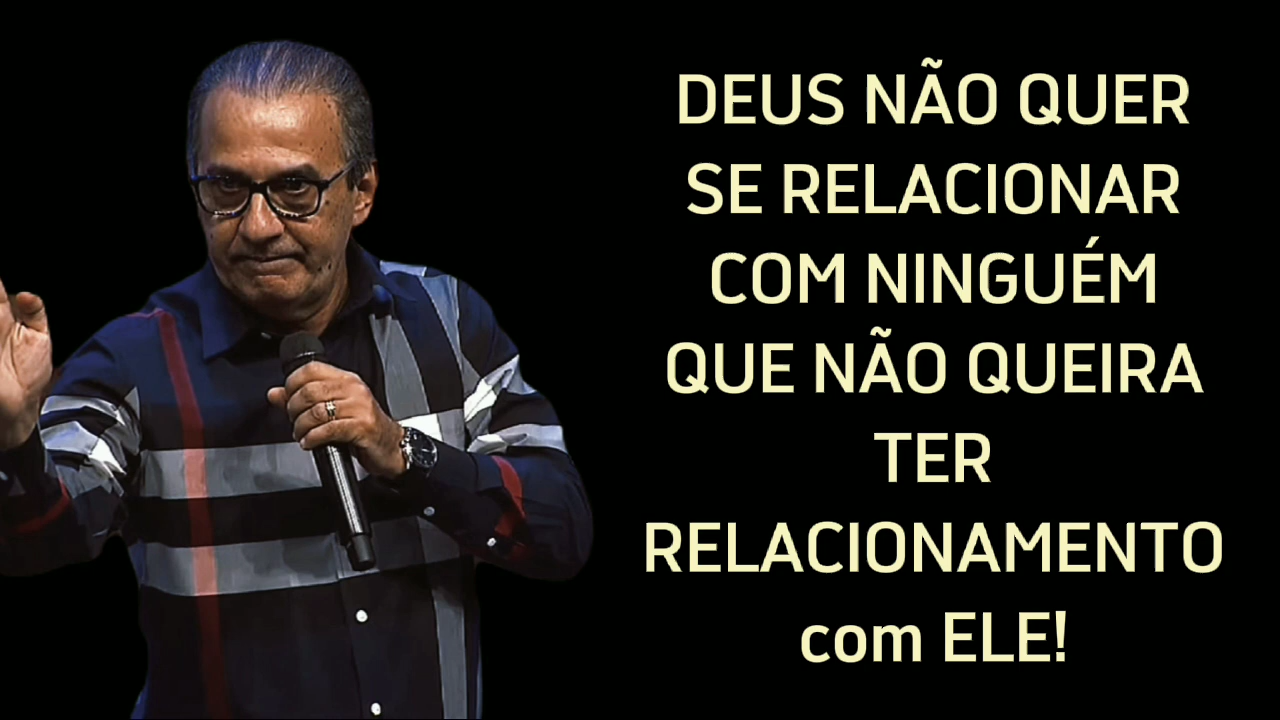 DEUS NÃO QUER
SE RELACIONAR
COM NINGUÉM
QUE NÃO QUEIRA
TER
RELACIONAMENTO
com ELE!